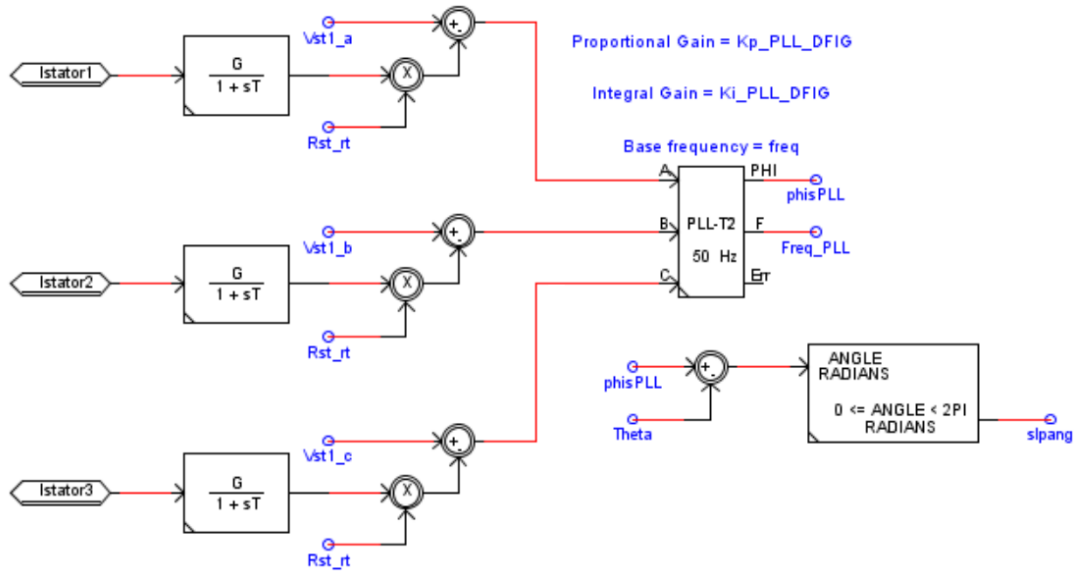 Vst1_a
Istator1
G
1 + sT
X
Rst_rt
Proportional Gain = Kp_PLL_DFIG
Integral Gain = Ki_PLL_DFIG
Base frequency = freq
A
PHI
phisPLL
Vst1_b
B
PLL-T2
F
Freq_PLL
50 Hz
C
Err
Istator2
G
1 + sT
X
Rst_rt
phisPLL
Theta
ANGLE
RADIANS
0 <= ANGLE < 2PI
RADIANS
slpang
Vst1_c
Istator3
G
1 + sT
X
Rst_rt